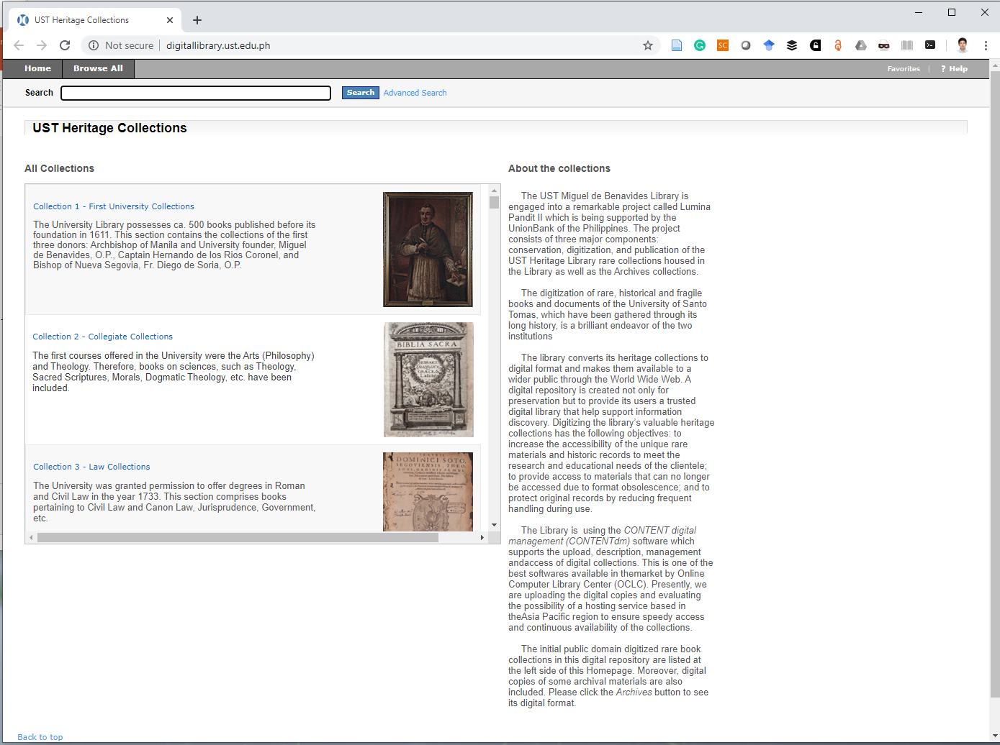 UST Heritage Collections
Not secure
digitallibrary.ust.edu.ph
SC
Home
Browse All
Favorites
? Help
Search
Search
Advanced Search
UST Heritage Collections
All Collections
Collection 1 - First University Collections
The University Library possesses ca. 500 books published before its
foundation in 1611. This section contains the collections of the first
three donors: Archbishop of Manila and University founder, Miguel
de Benavides, O.P., Captain Hernando de los Rios Coronel, and
Bishop of Nueva Segovia, Fr. Diego de Soria, O.P.
Collection 2 - Collegiate Collections
The first courses offered in the University were the Arts (Philosophy)
and Theology. Therefore, books on sciences, such as Theology,
Sacred Scriptures, Morals, Dogmatic Theology, etc. have been
included.
BIBLIA SACRA
Collection 3 - Law Collections
The University was granted permission to offer degrees in Roman
and Civil Law in the year 1733. This section comprises books
pertaining to Civil Law and Canon Law, Jurisprudence, Government,
etc.
DOMINICI SOTO,
About the collections
The UST Miguel de Benavides Library is
engaged into a remarkable project called Lumina
Pandit II which is being supported by the
UnionBank of the Philippines. The project
consists of three major components:
conservation, digitization, and publication of the
UST Heritage Library rare collections housed in
the Library as well as the Archives collections.
The digitization of rare, historical and fragile
books and documents of the University of Santo
Tomas, which have been gathered through its
long history, is a brilliant endeavor of the two
institutions
The library converts its heritage collections to
digital format and makes them available to a
wider public through the World Wide Web. A
digital repository is created not only for
preservation but to provide its users a trusted
digital library that help support information
discovery. Digitizing the library's valuable heritage
collections has the following objectives: to
increase the accessibility of the unique rare
materials and historic records to meet the
research and educational needs of the clientele;
to provide access to materials that can no longer
be accessed due to format obsolescence; and to
protect original records by reducing frequent
handling during use.
The Library is using the CONTENT digital
management (CONTENTdm) software which
supports the upload, description, management
andaccess of digital collections. This is one of the
best softwares available in themarket by Online
Computer Library Center (OCLC). Presently, we
are uploading the digital copies and evaluating
the possibility of a hosting service based in
theAsia Pacific region to ensure speedy access
and continuous availability of the collections.
The initial public domain digitized rare book
collections in this digital repository are listed at
the left side of this Homepage. Moreover, digital
copies of some archival materials are also
included. Please click the Archives button to see
its digital format.
Back to top